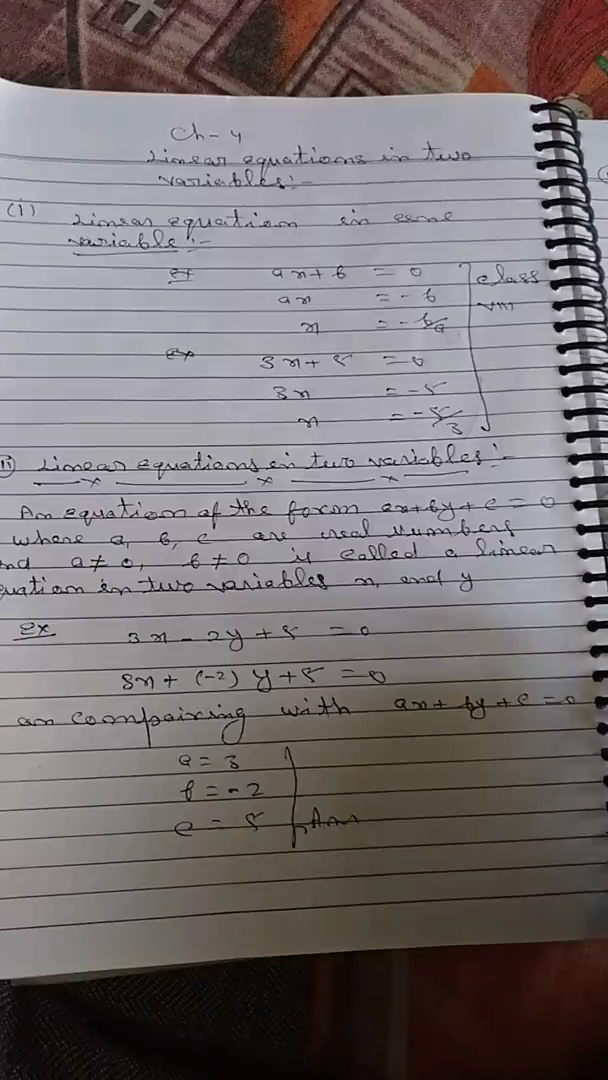 Ch-4
Linear equations in two
variables:-
(i) Linear equation in one
variable:-
ex ax+b = 0
ax = -b
x = -b/a
class
VIII
ex 3x+5 = 0
3x = -5
x = -5/3
(ii) Linear equations in two variables:-
An equation of the form ax+by+c=0
where a, b, c are real numbers
and a≠0, b≠0 is called a linear
equation in two variables x, and y
ex 3x-2y+5=0
3x+(-2)y+5=0
on compairing with ax+by+c=0
a=3
b=-2
c=5 Ans